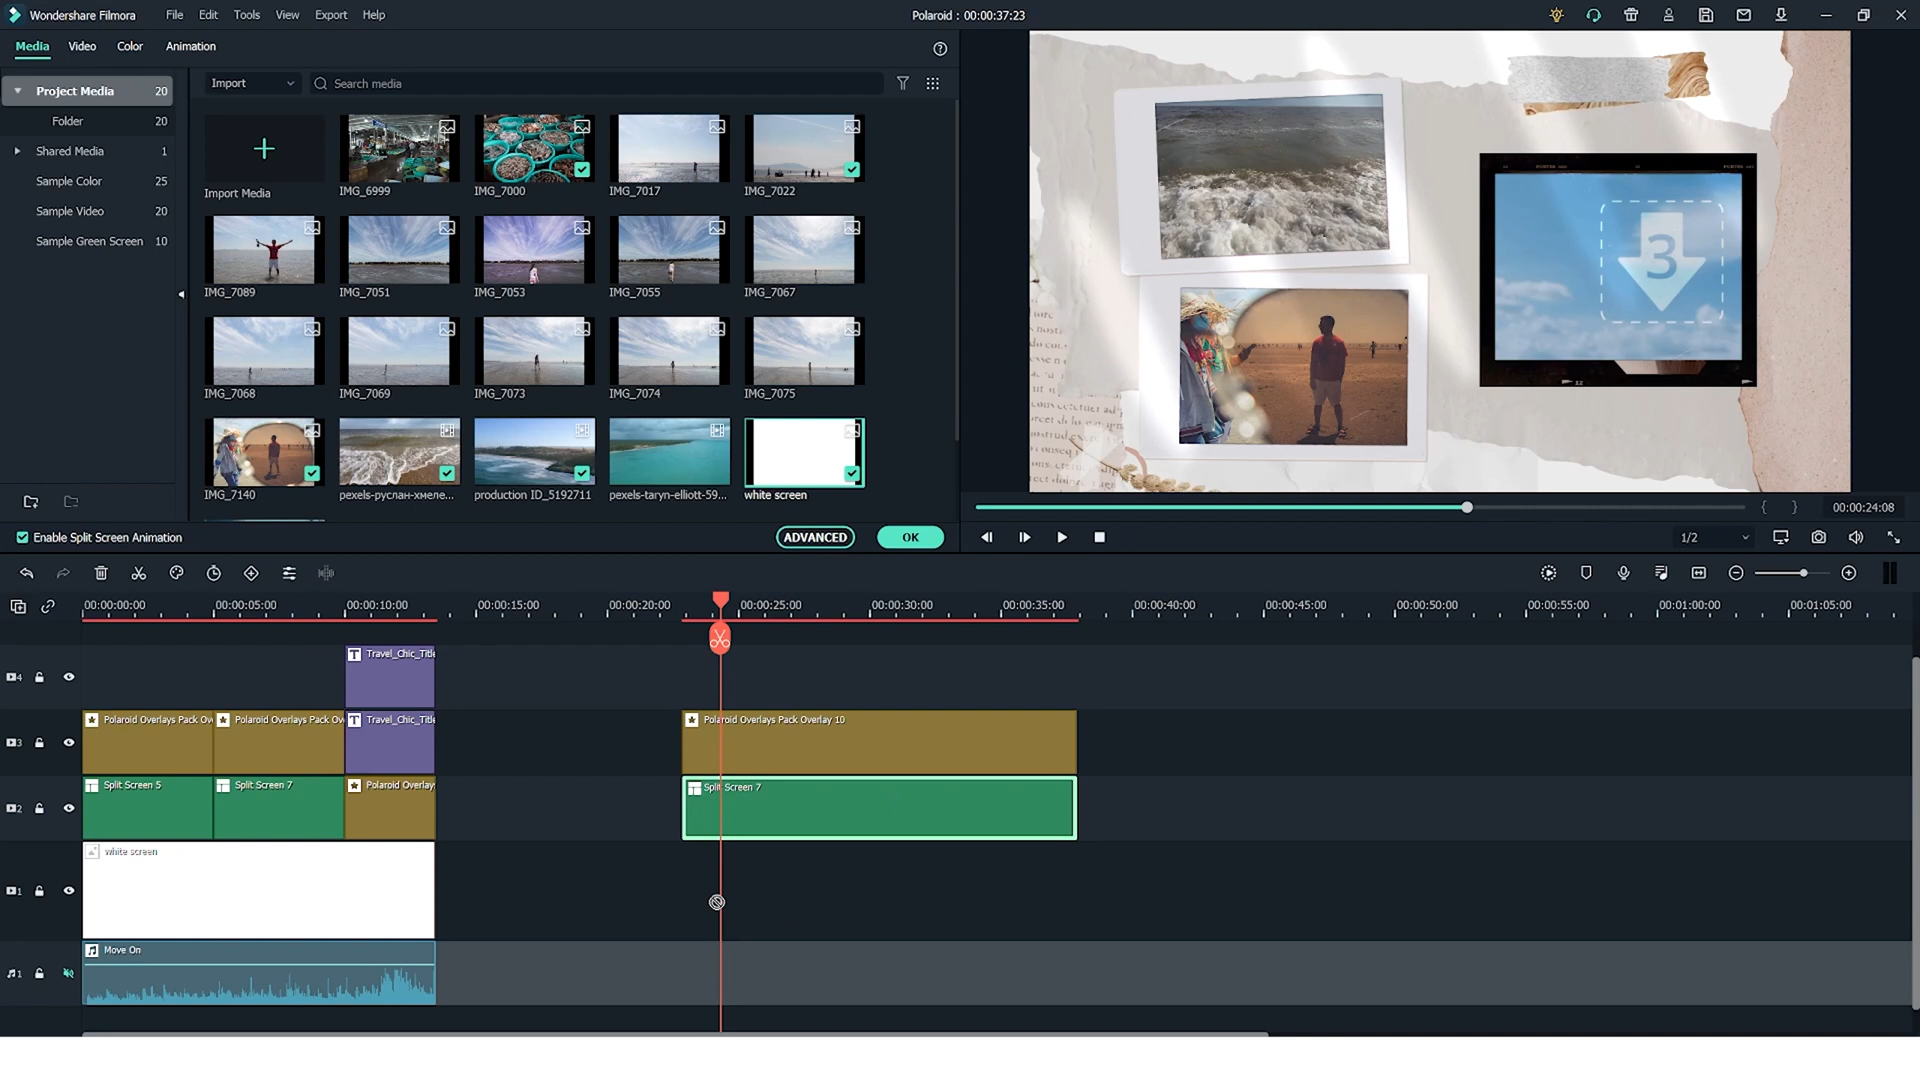 Wondershare Filmora File Edit Tools View Export Help Polaroid : 00:00:37:23
Media Video Color Animation
Project Media 20
Folder 20
Shared Media 1
Sample Color 25
Sample Video 20
Sample Green Screen 10
Import Search media
Import Media IMG_6999 IMG_7000 IMG_7017 IMG_7022
IMG_7089 IMG_7051 IMG_7053 IMG_7055 IMG_7067
IMG_7068 IMG_7069 IMG_7073 IMG_7074 IMG_7075
IMG_7140 pexels-руслан-хмеле... production ID_5192711 pexels-taryn-elliott-59... white screen
3
12
Enable Split Screen Animation ADVANCED OK
00:00:24:08
1/2
00:00:00:00 00:00:05:00 00:00:10:00 00:00:15:00 00:00:20:00 00:00:25:00 00:00:30:00 00:00:35:00 00:00:40:00 00:00:45:00 00:00:50:00 00:00:55:00 00:01:00:00 00:01:05:00
4 T Travel_Chic_Title
3 Polaroid Overlays Pack Ov Polaroid Overlays Pack Ov T Travel_Chic_Title Polaroid Overlays Pack Overlay 10
2 Split Screen 5 Split Screen 7 Polaroid Overlay Split Screen 7
1 white screen
1 Move On